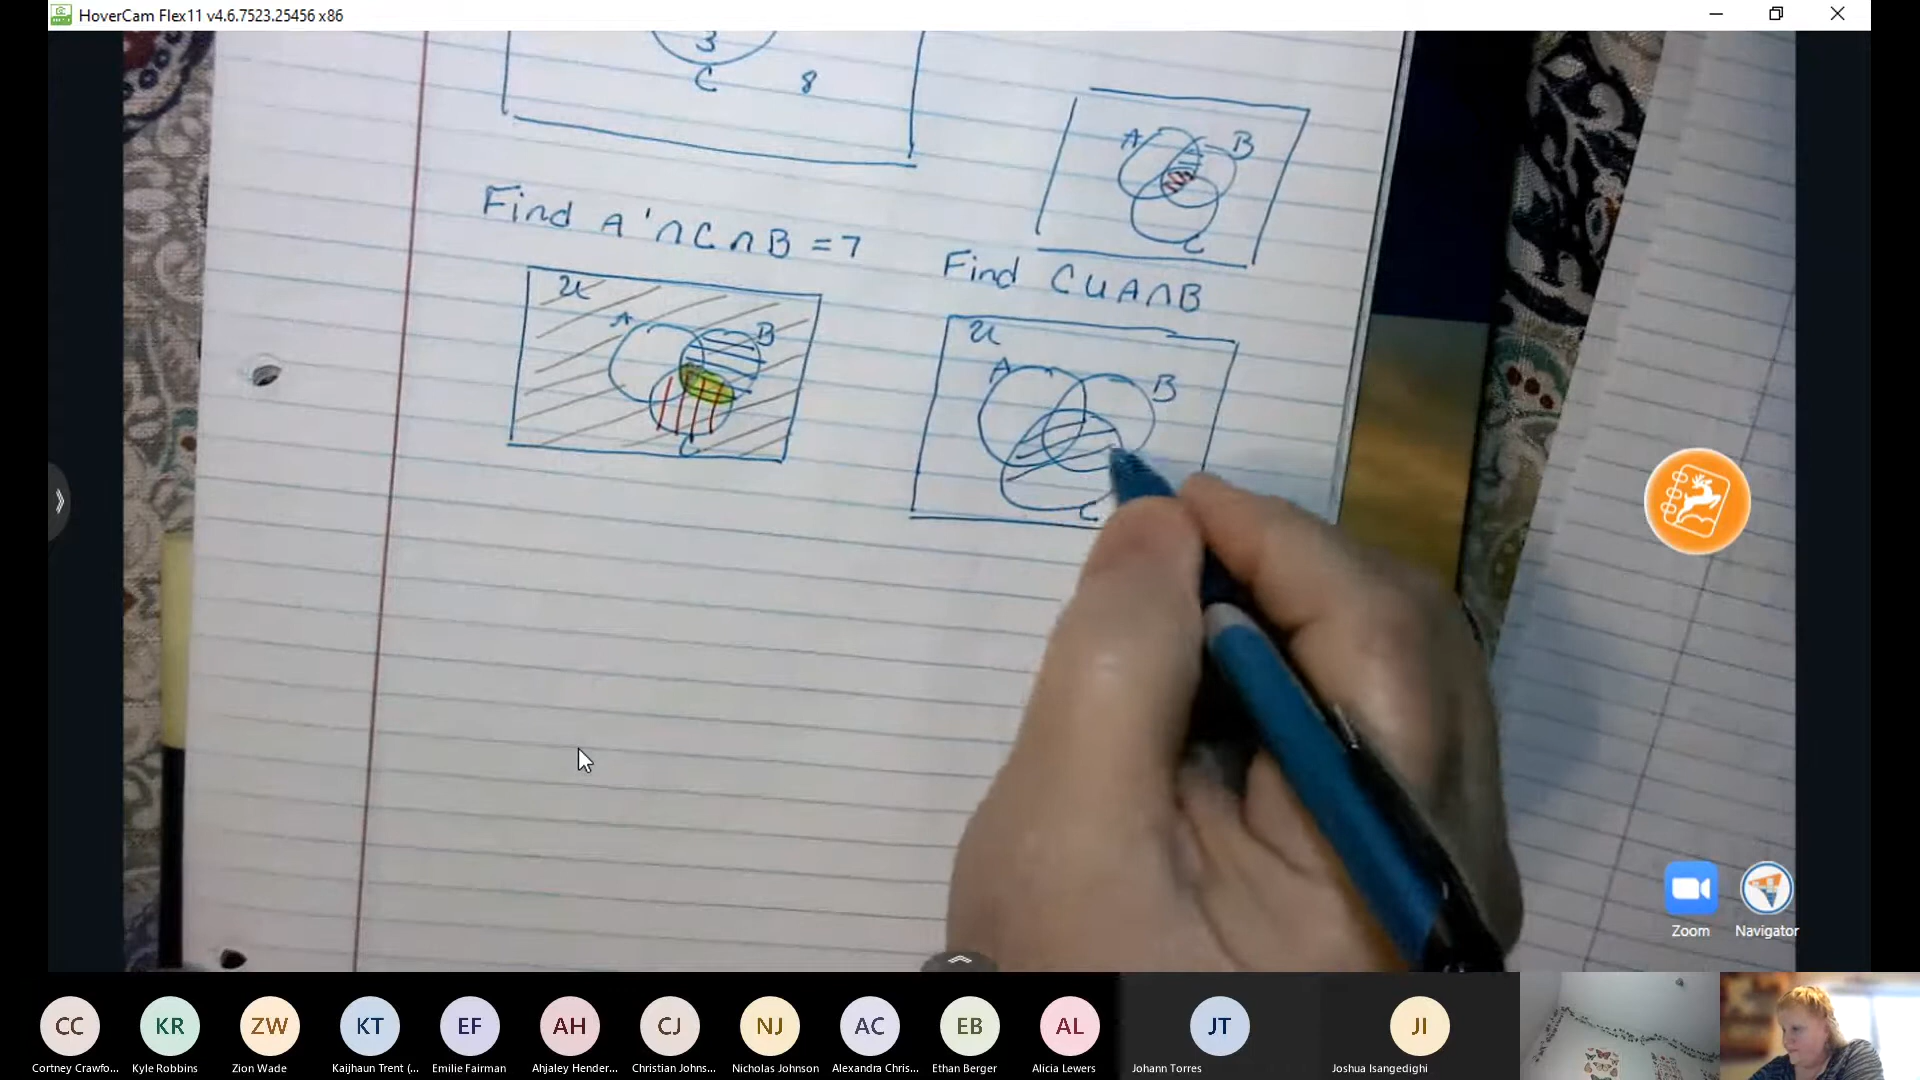 HoverCam Flex11 v4.6.7523.25456 x86
3
C 8
A B
C
Find A'∩C∩B = 7
Find C∪A∩B
U
A B
C
U
A B
C
Zoom
Navigator
CC KR ZW KT EF AH CJ NJ AC EB AL JT JI
Cortney Crawfo... Kyle Robbins Zion Wade Kaijhaun Trent (... Emilie Fairman Ahjaley Hender... Christian Johns... Nicholas Johnson Alexandra Chris... Ethan Berger Alicia Lewers Johann Torres Joshua Isangedighi